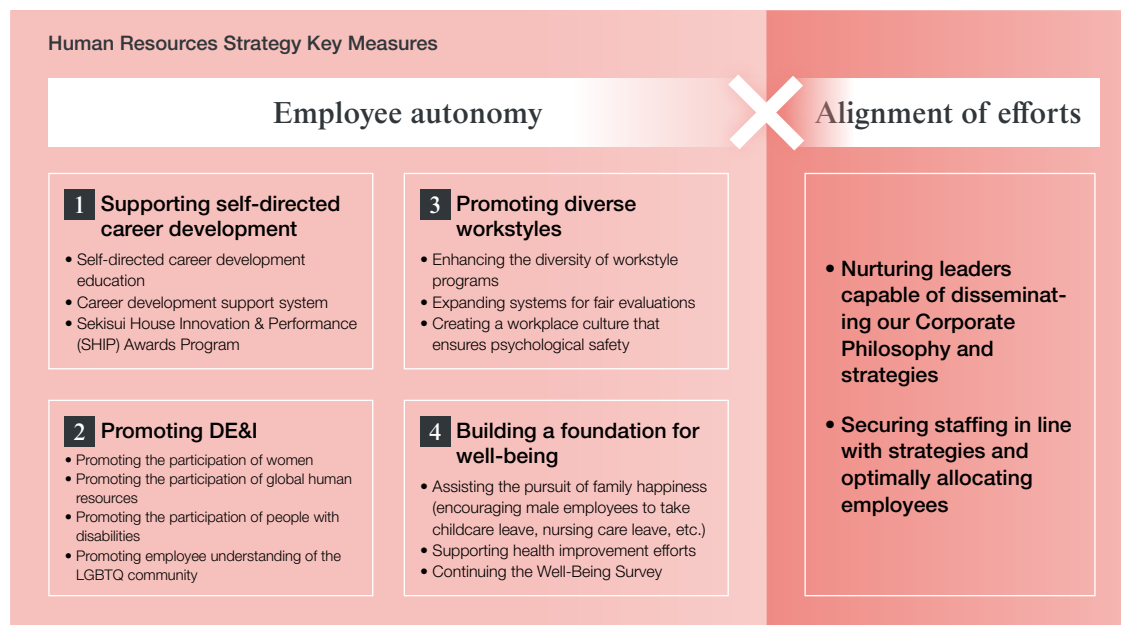 Human Resources Strategy Key Measures
Employee autonomy
Alignment of efforts
1 Supporting self-directed
career development
• Self-directed career development
education
• Career development support system
• Sekisui House Innovation & Performance
(SHIP) Awards Program
2 Promoting DE&I
• Promoting the participation of women
• Promoting the participation of global human
resources
• Promoting the participation of people with
disabilities
• Promoting employee understanding of the
LGBTQ community
3 Promoting diverse
workstyles
• Enhancing the diversity of workstyle
programs
• Expanding systems for fair evaluations
• Creating a workplace culture that
ensures psychological safety
4 Building a foundation for
well-being
• Assisting the pursuit of family happiness
(encouraging male employees to take
childcare leave, nursing care leave, etc.)
• Supporting health improvement efforts
• Continuing the Well-Being Survey
• Nurturing leaders
capable of disseminat-
ing our Corporate
Philosophy and
strategies
• Securing staffing in line
with strategies and
optimally allocating
employees